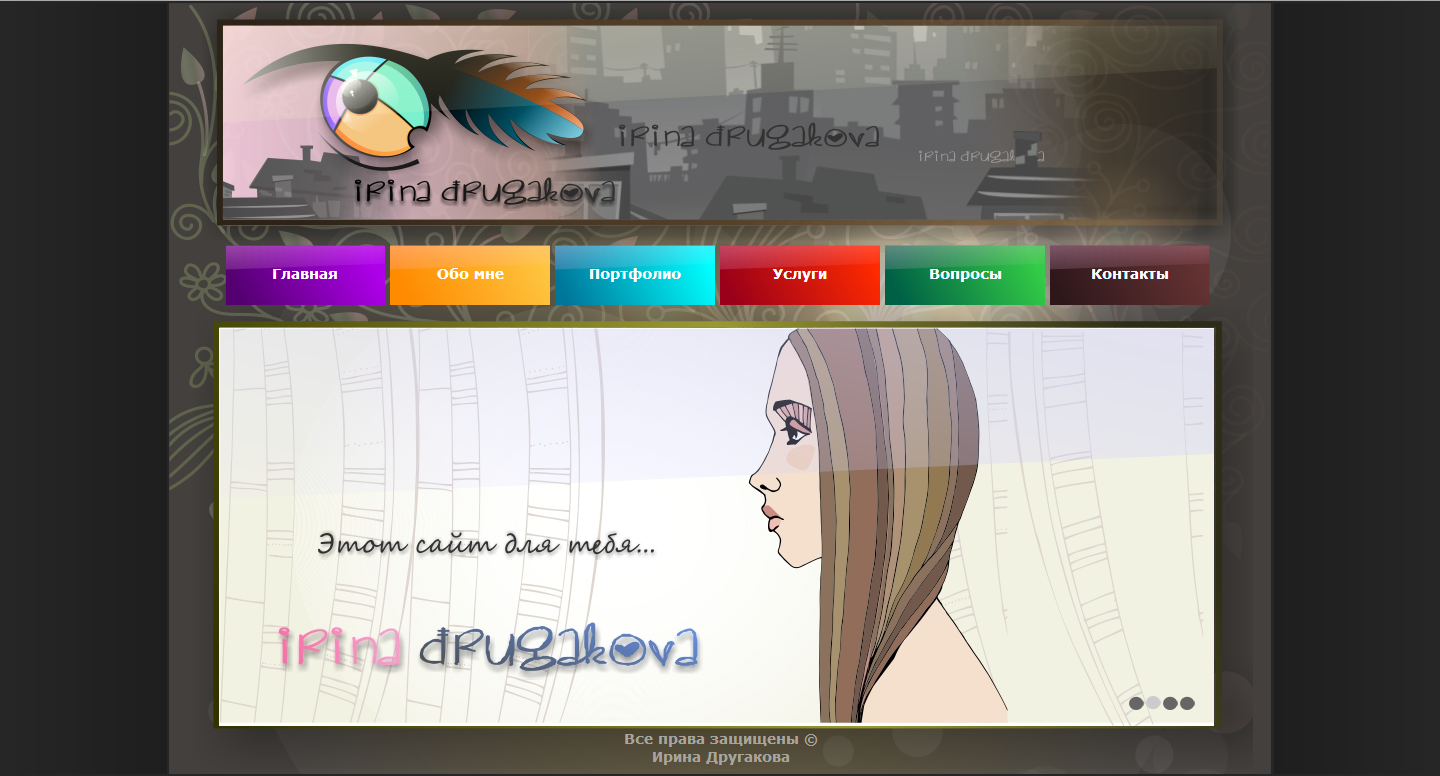 irina drugakova
irina drugakova
irina drugakova
Главная
Обо мне
Портфолио
Услуги
Вопросы
Контакты
Этот сайт для тебя...
irina drugakova
Все права защищены ©
Ирина Другакова